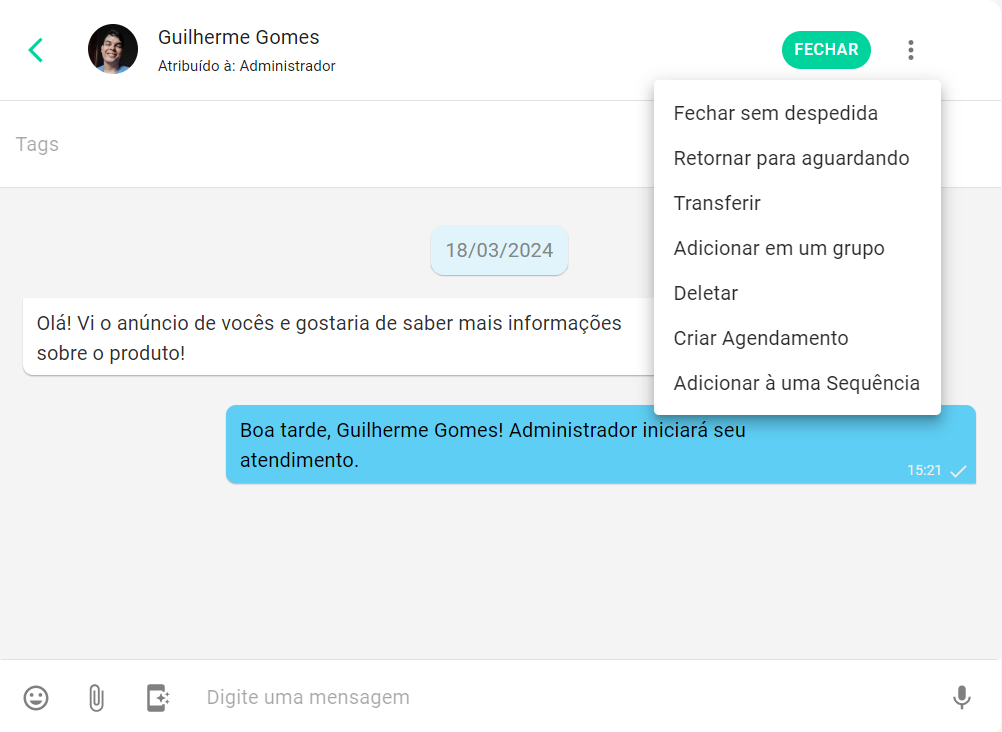 Guilherme Gomes
Atribuído à: Administrador
FECHAR
Fechar sem despedida
Retornar para aguardando
Transferir
Adicionar em um grupo
Deletar
Criar Agendamento
Adicionar à uma Sequência
Tags
18/03/2024
Olá! Vi o anúncio de vocês e gostaria de saber mais informações
sobre o produto!
Boa tarde, Guilherme Gomes! Administrador iniciará seu
atendimento.
15:21
Digite uma mensagem